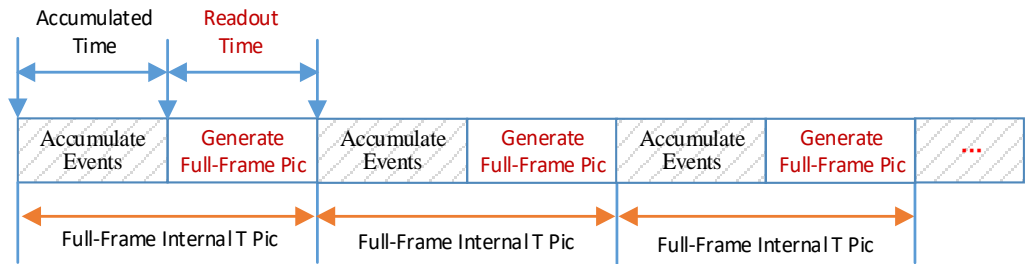 Accumulated
Time
Readout
Time
Accumulate
Events
Generate
Full-Frame Pic
Accumulate
Events
Generate
Full-Frame Pic
Accumulate
Events
Generate
Full-Frame Pic
...
Full-Frame Internal T Pic
Full-Frame Internal T Pic
Full-Frame Internal T Pic